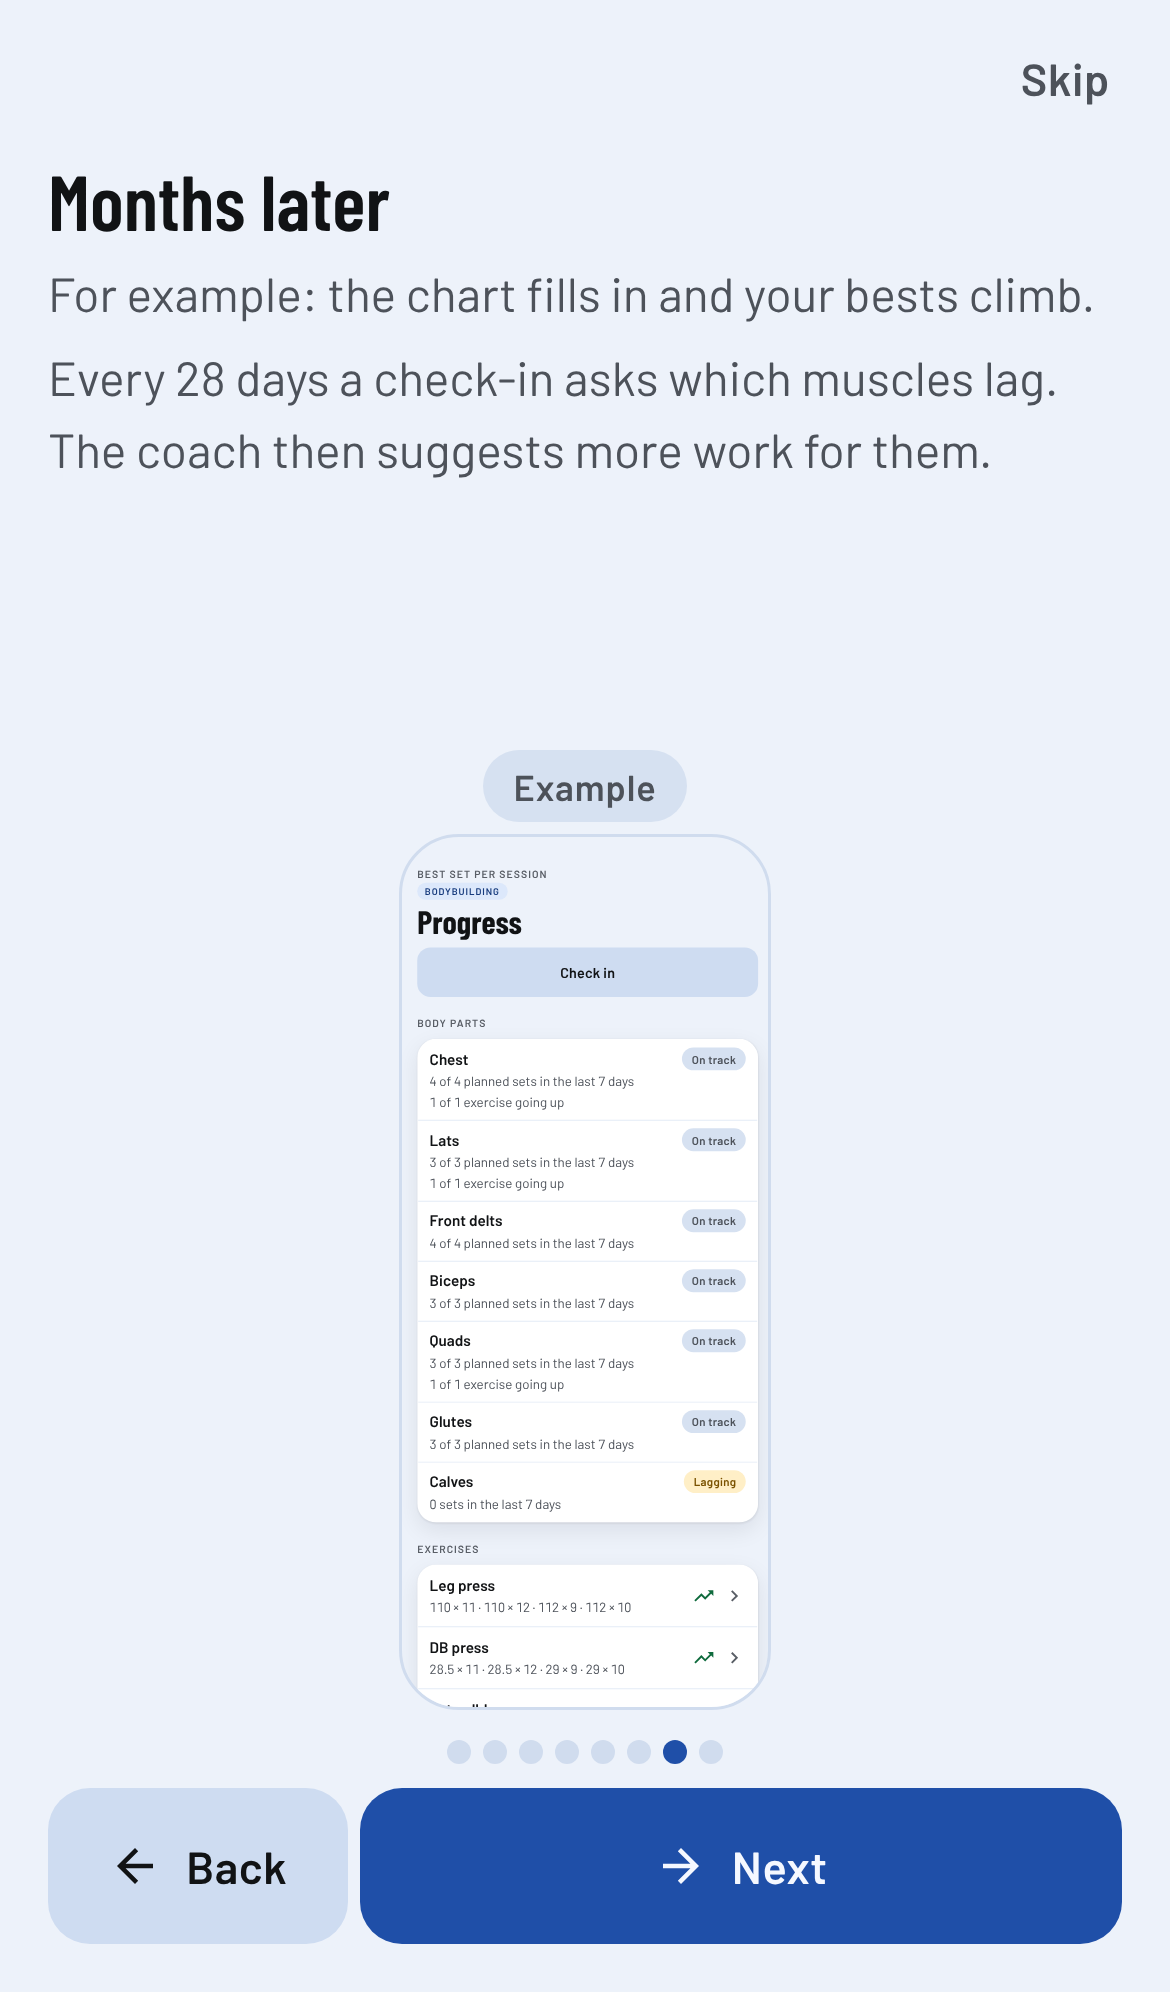 Skip
Months later
For example: the chart fills in and your bests climb.
Every 28 days a check-in asks which muscles lag.
The coach then suggests more work for them.
Example
BEST SET PER SESSION
BODYBUILDING
Progress
Check in
BODY PARTS
Chest
On track
4 of 4 planned sets in the last 7 days
1 of 1 exercise going up
Lats
On track
3 of 3 planned sets in the last 7 days
1 of 1 exercise going up
Front delts
On track
4 of 4 planned sets in the last 7 days
Biceps
On track
3 of 3 planned sets in the last 7 days
Quads
On track
3 of 3 planned sets in the last 7 days
1 of 1 exercise going up
Glutes
On track
3 of 3 planned sets in the last 7 days
Calves
Lagging
0 sets in the last 7 days
EXERCISES
Leg press
110 × 11 · 110 × 12 · 112 × 9 · 112 × 10
DB press
28.5 × 11 · 28.5 × 12 · 29 × 9 · 29 × 10
Back
Next